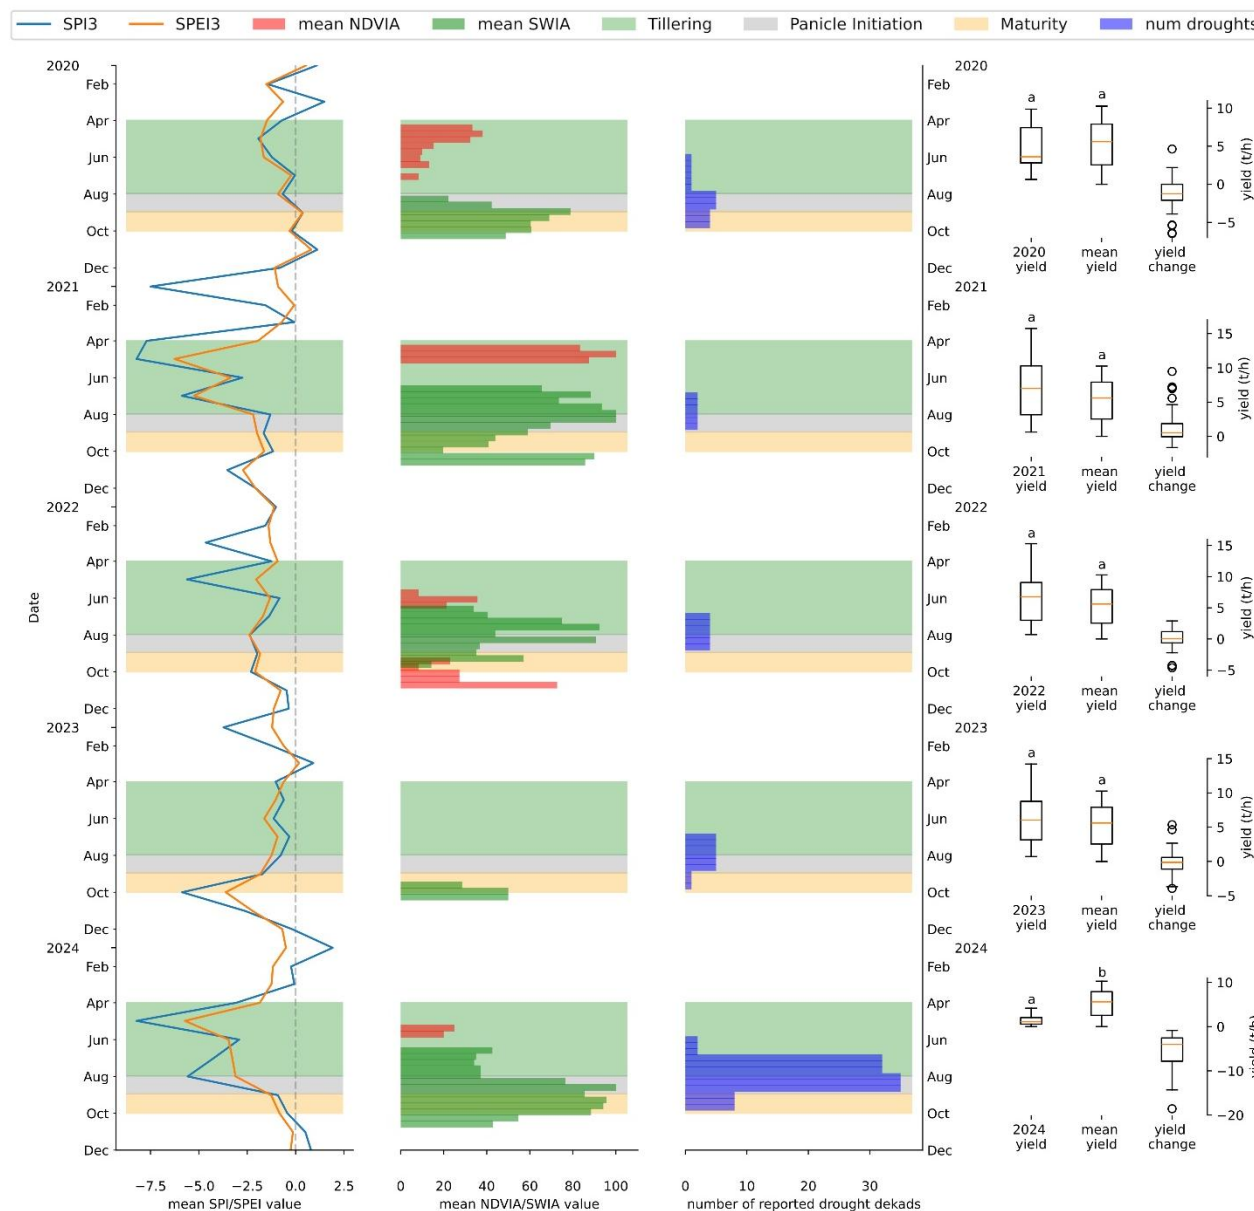 SPI3 SPEI3 mean NDVIA mean SWIA Tillering Panicle Initiation Maturity num droughts
Date
2020
Feb
Apr
Jun
Aug
Oct
Dec
2021
Feb
Apr
Jun
Aug
Oct
Dec
2022
Feb
Apr
Jun
Aug
Oct
Dec
2023
Feb
Apr
Jun
Aug
Oct
Dec
2024
Feb
Apr
Jun
Aug
Oct
Dec
−7.5 −5.0 −2.5 0.0 2.5
mean SPI/SPEI value
0 20 40 60 80 100
mean NDVIA/SWIA value
0 10 20 30
number of reported drought dekads
2020
Feb
Apr
Jun
Aug
Oct
Dec
2021
Feb
Apr
Jun
Aug
Oct
Dec
2022
Feb
Apr
Jun
Aug
Oct
Dec
2023
Feb
Apr
Jun
Aug
Oct
Dec
2024
Feb
Apr
Jun
Aug
Oct
Dec
a a
10
5
0
−5
yield (t/h)
2020 mean yield
yield yield change
a a
15
10
5
0
yield (t/h)
2021 mean yield
yield yield change
a a
15
10
5
0
−5
yield (t/h)
2022 mean yield
yield yield change
a a
15
10
5
0
−5
yield (t/h)
2023 mean yield
yield yield change
a b
10
0
−10
−20
yield (t/h)
2024 mean yield
yield yield change